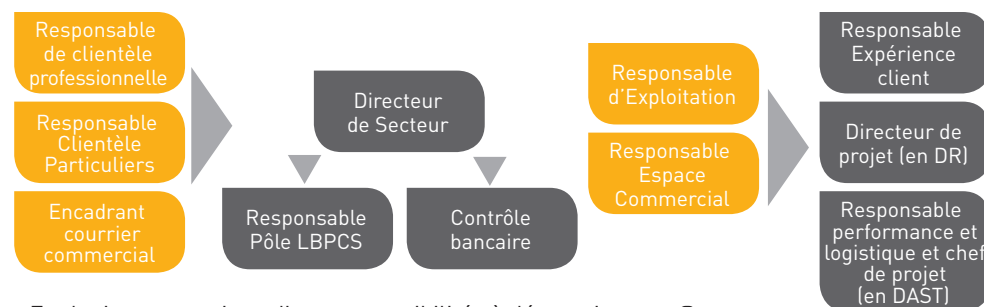 Responsable
de clientèle
professionnelle
Responsable
Clientèle
Particuliers
Encadrant
courrier
commercial
Directeur
de Secteur
Responsable
Pôle LBPCS
Contrôle
bancaire
Responsable
d'Exploitation
Responsable
Espace
Commercial
Responsable
Expérience
client
Directeur de
projet (en DR)
Responsable
performance et
logistique et chef
de projet
(en DAST)